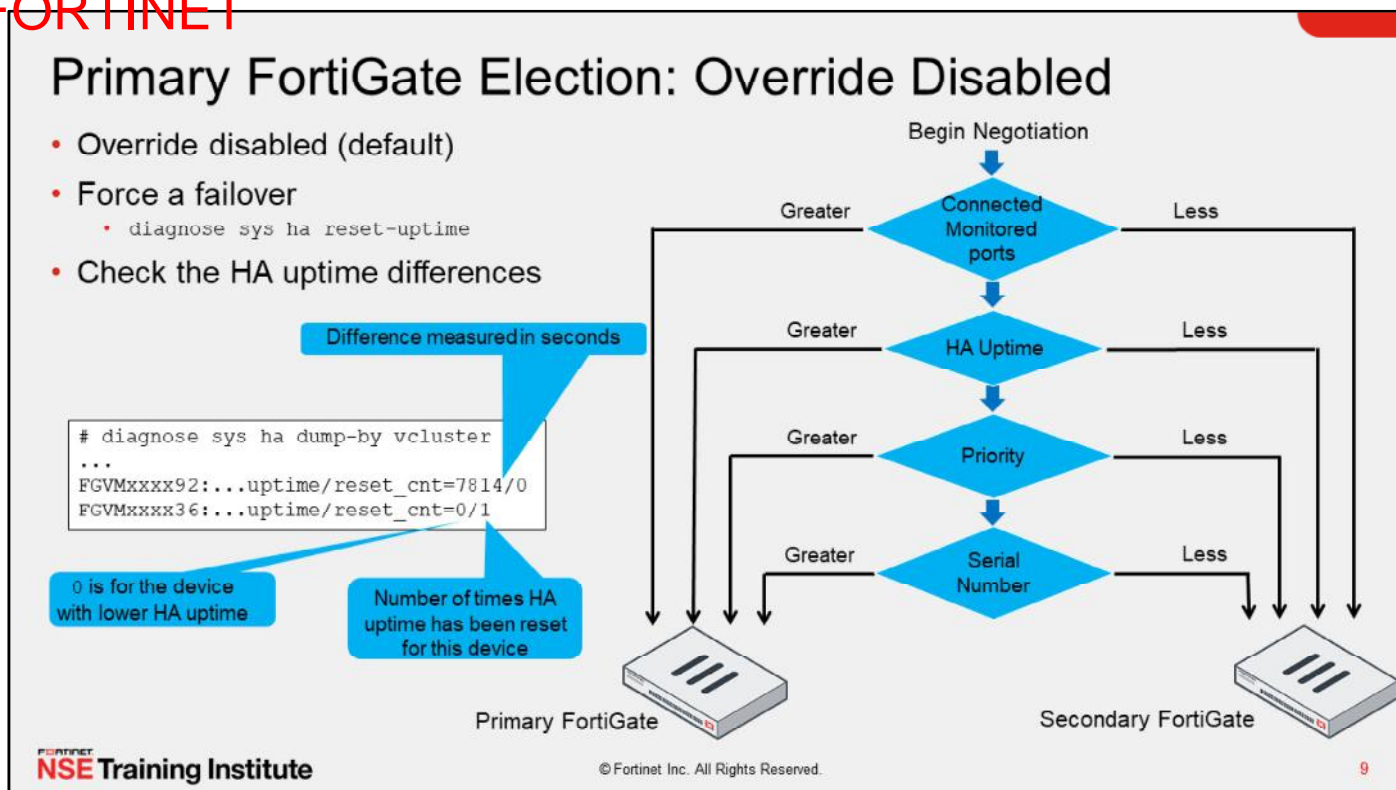 FORTINET
Primary FortiGate Election: Override Disabled
• Override disabled (default)
• Force a failover
• diagnose sys ha reset-uptime
• Check the HA uptime differences
Difference measured in seconds
# diagnose sys ha dump-by vcluster
...
FGVMxxxx92:...uptime/reset_cnt=7814/0
FGVMxxxx36:...uptime/reset_cnt=0/1
0 is for the device
with lower HA uptime
Number of times HA
uptime has been reset
for this device
Begin Negotiation
Greater
Connected
Monitored
ports
Less
Greater
HA Uptime
Less
Greater
Priority
Less
Greater
Serial
Number
Less
Primary FortiGate
Secondary FortiGate
FORTINET
NSE Training Institute
© Fortinet Inc. All Rights Reserved.
9